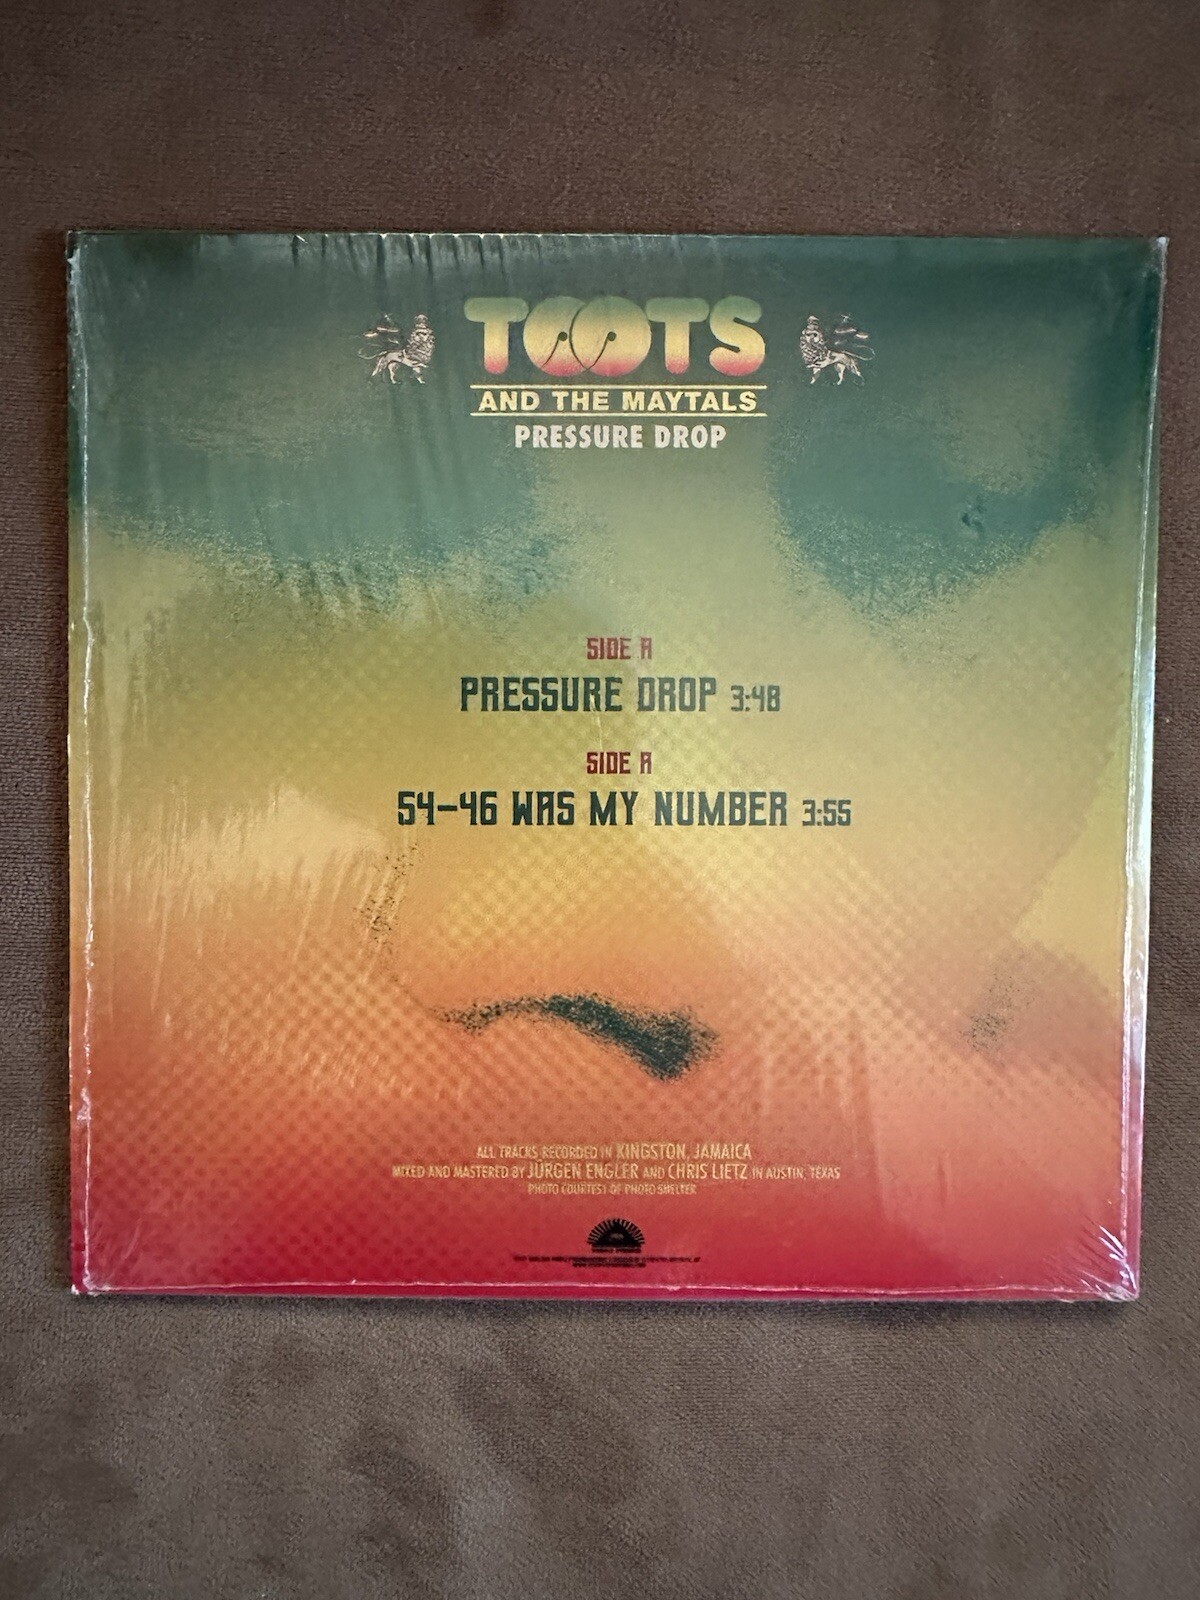 TOOTS
AND THE MAYTALS
PRESSURE DROP
SIDE A
PRESSURE DROP 3:48
SIDE A
54-46 WAS MY NUMBER 3:55
ALL TRACKS RECORDED IN KINGSTON, JAMAICA
MIXED AND MASTERED BY JÜRGEN ENGLER AND CHRIS LIETZ IN AUSTIN, TEXAS
PHOTO COURTESY OF PHOTO SHELTER